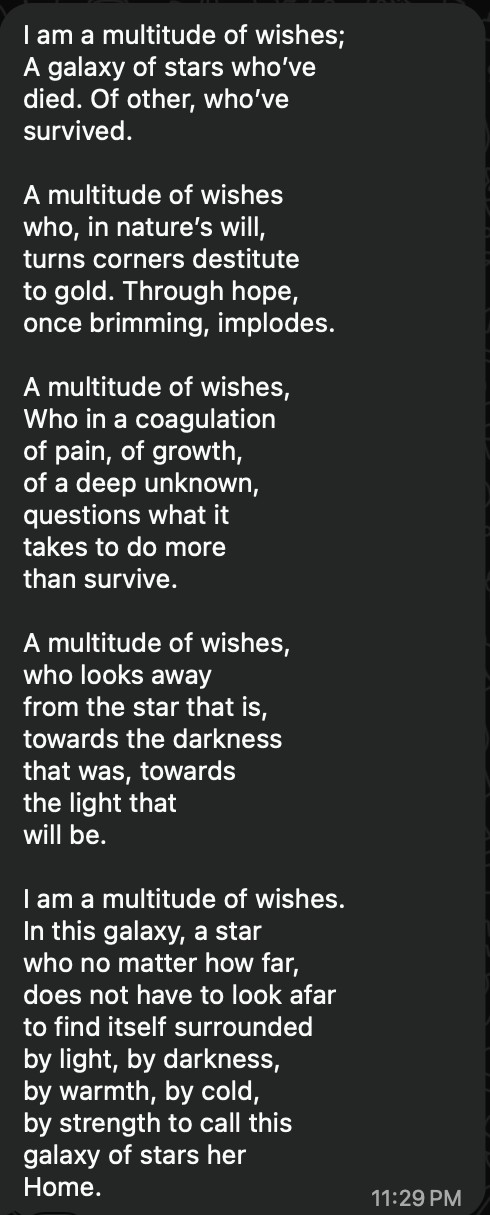 I am a multitude of wishes;
A galaxy of stars who’ve
died. Of other, who’ve
survived.

A multitude of wishes
who, in nature’s will,
turns corners destitute
to gold. Through hope,
once brimming, implodes.

A multitude of wishes,
Who in a coagulation
of pain, of growth,
of a deep unknown,
questions what it
takes to do more
than survive.

A multitude of wishes,
who looks away
from the star that is,
towards the darkness
that was, towards
the light that
will be.

I am a multitude of wishes.
In this galaxy, a star
who no matter how far,
does not have to look afar
to find itself surrounded
by light, by darkness,
by warmth, by cold,
by strength to call this
galaxy of stars her
Home.
11:29 PM